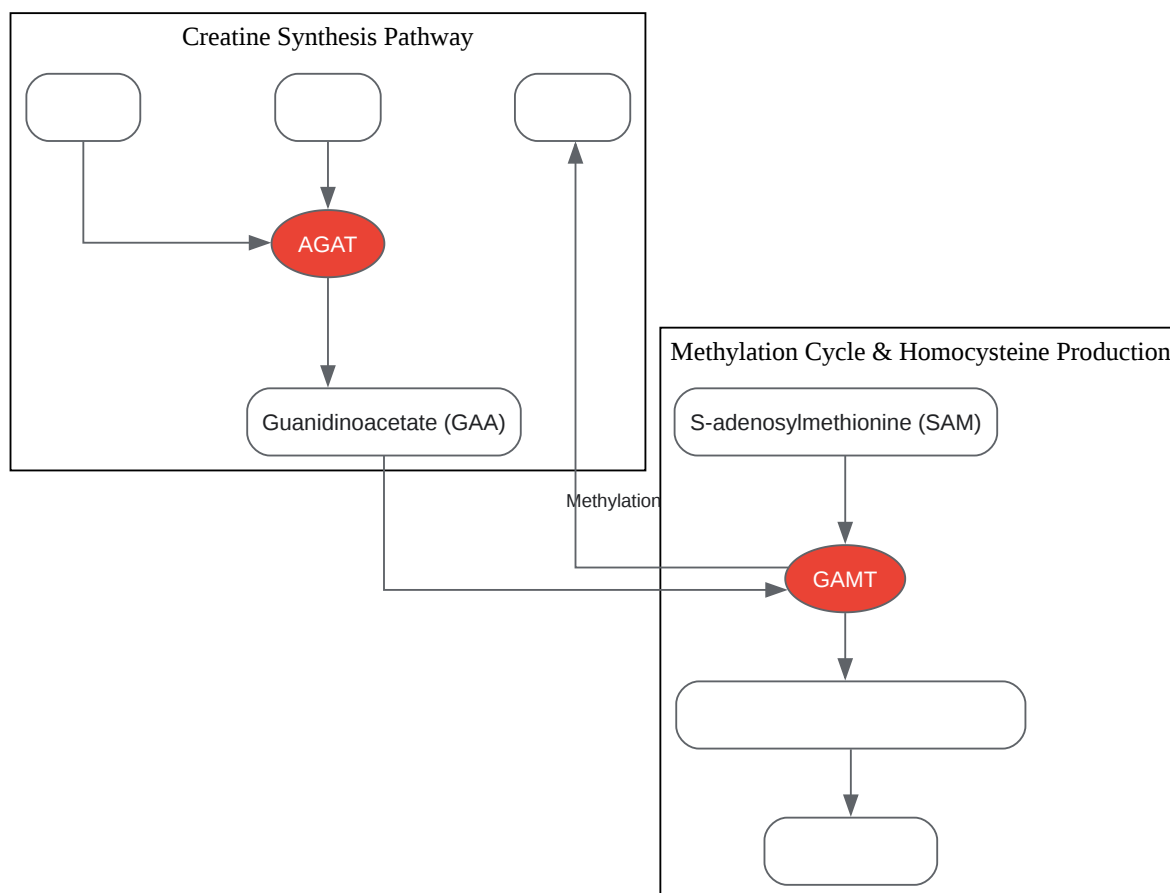 Creatine Synthesis Pathway
AGAT
Guanidinoacetate (GAA)
Methylation
Methylation Cycle & Homocysteine Production
S-adenosylmethionine (SAM)
GAMT